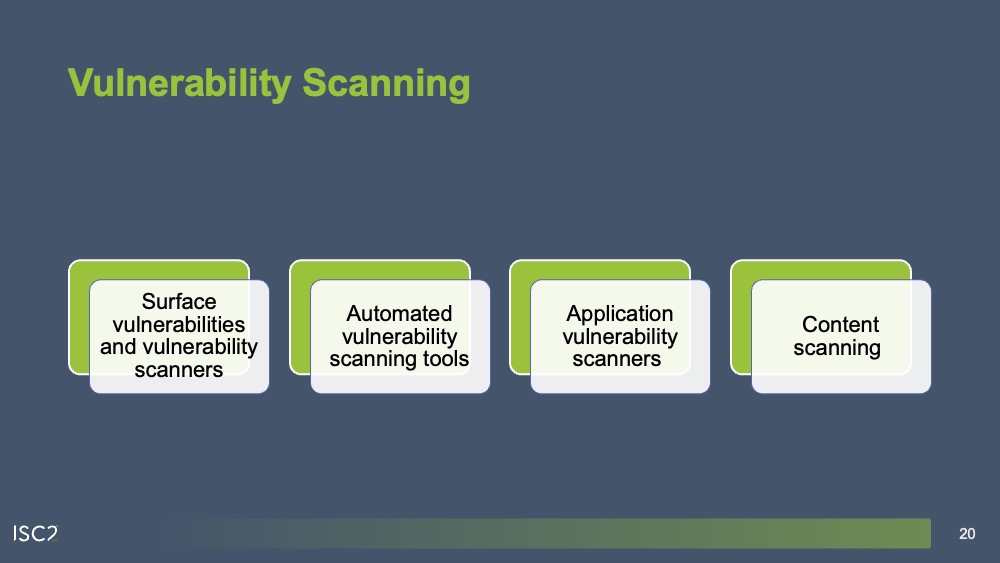 Vulnerability Scanning
Surface
vulnerabilities
and vulnerability
scanners
Automated
vulnerability
scanning tools
Application
vulnerability
scanners
Content
scanning
ISC2
20